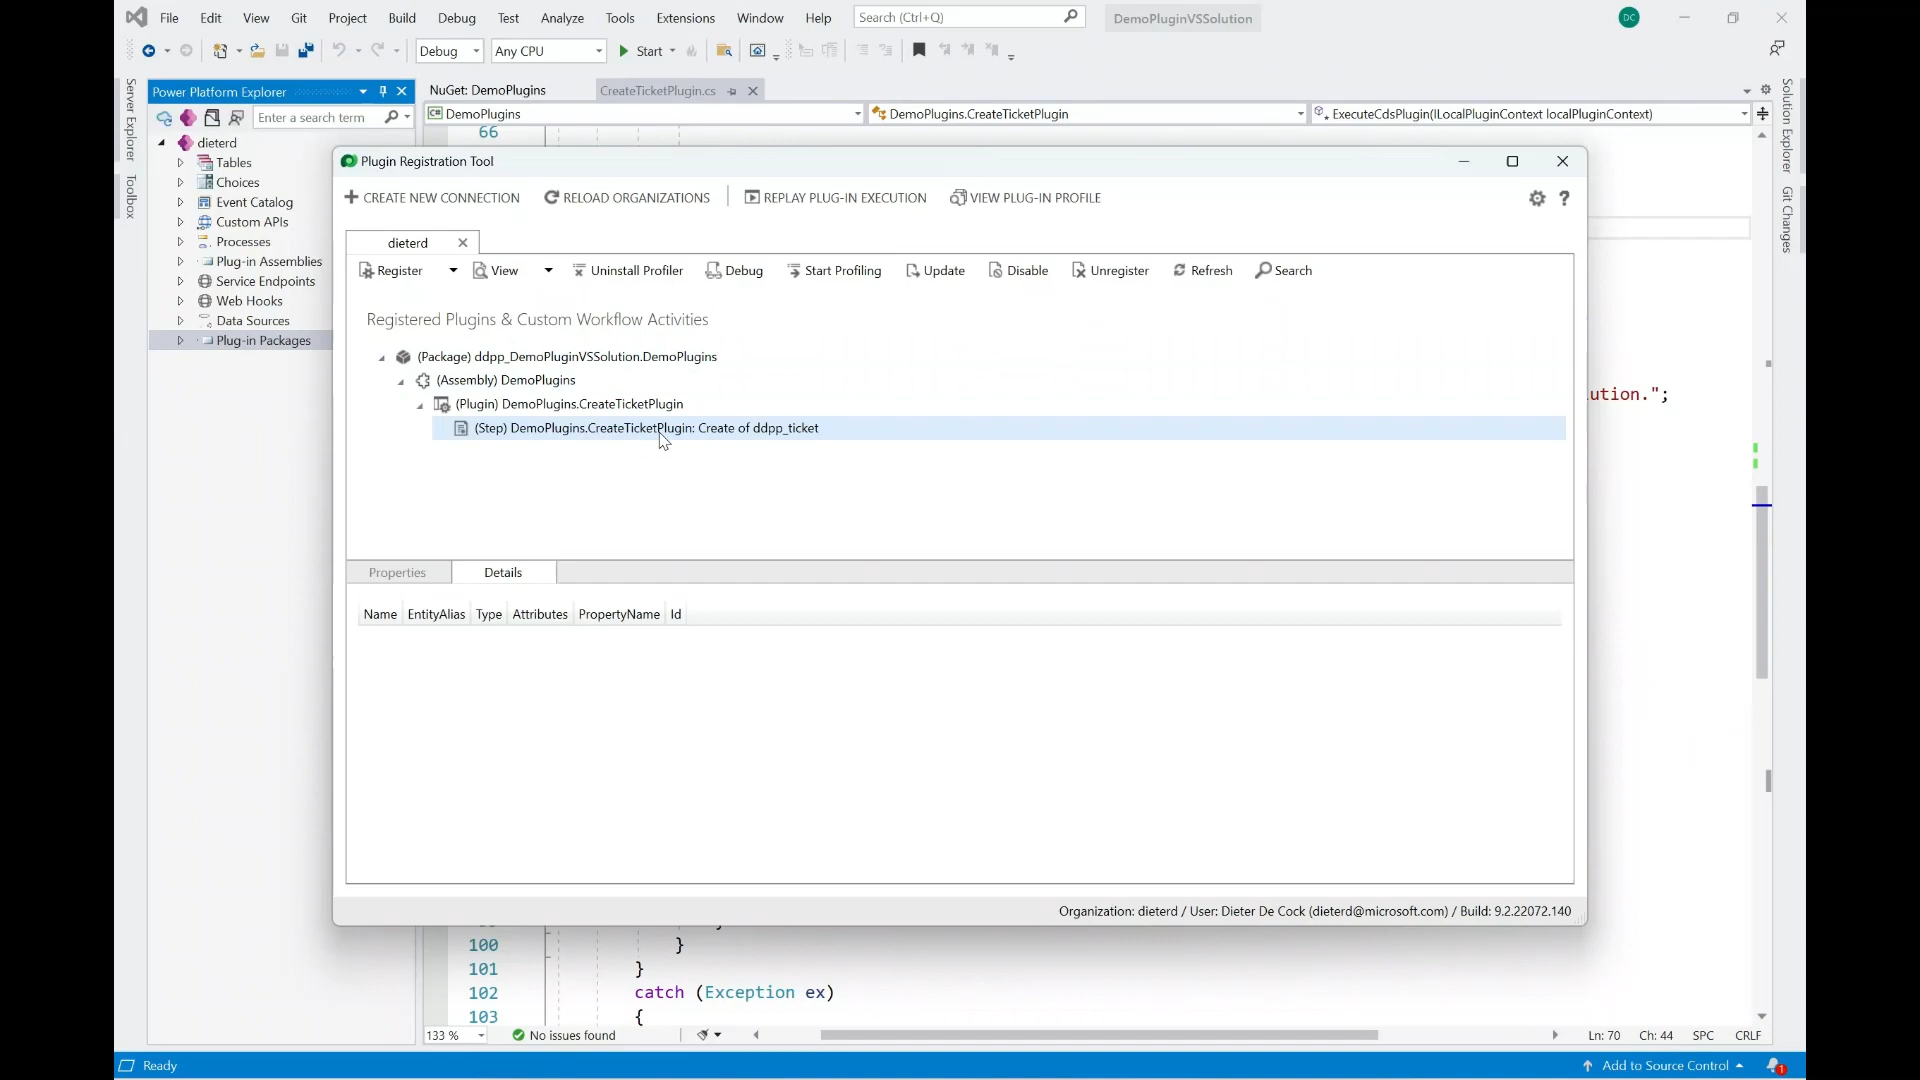 File Edit View Git Project Build Debug Test Analyze Tools Extensions Window Help Search (Ctrl+Q) DemoPluginVSSolution DC
Debug Any CPU Start
Server Explorer
Toolbox
Power Platform Explorer
Enter a search term
dieterd
Tables
Choices
Event Catalog
Custom APIs
Processes
Plug-in Assemblies
Service Endpoints
Web Hooks
Data Sources
Plug-in Packages
NuGet: DemoPlugins CreateTicketPlugin.cs
DemoPlugins DemoPlugins.CreateTicketPlugin ExecuteCdsPlugin(ILocalPluginContext localPluginContext)
66
Plugin Registration Tool
CREATE NEW CONNECTION RELOAD ORGANIZATIONS REPLAY PLUG-IN EXECUTION VIEW PLUG-IN PROFILE
dieterd
Register View Uninstall Profiler Debug Start Profiling Update Disable Unregister Refresh Search
Registered Plugins & Custom Workflow Activities
(Package) ddpp_DemoPluginVSSolution.DemoPlugins
(Assembly) DemoPlugins
(Plugin) DemoPlugins.CreateTicketPlugin
(Step) DemoPlugins.CreateTicketPlugin: Create of ddpp_ticket
ution.";
Properties Details
Name EntityAlias Type Attributes PropertyName Id
Organization: dieterd / User: Dieter De Cock (dieterd@microsoft.com) / Build: 9.2.22072.140
100 }
101 }
102 catch (Exception ex)
103 {
133 % No issues found Ln: 70 Ch: 44 SPC CRLF
Ready Add to Source Control 1
Solution Explorer
Git Changes